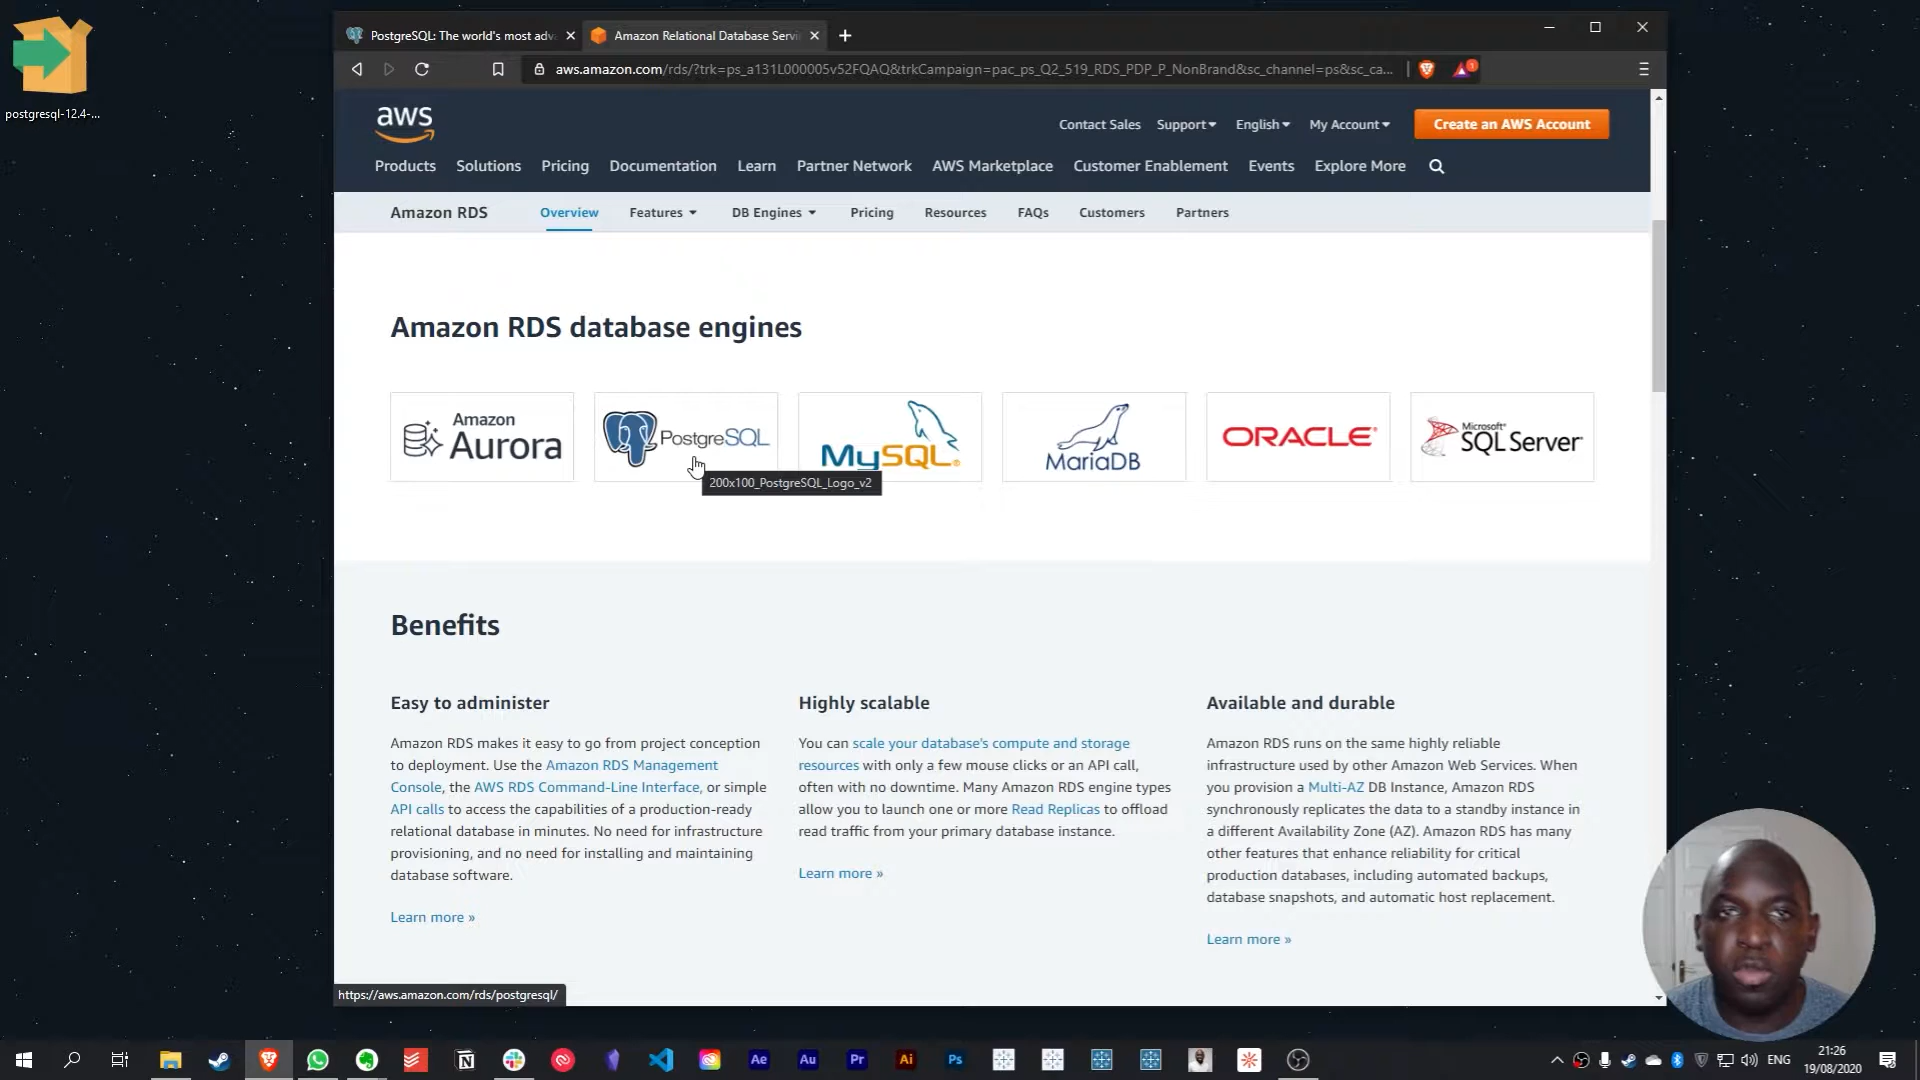 PostgreSQL: The world's most adv
Amazon Relational Database Servi
postgresql-12.4-...
aws.amazon.com/rds/?trk=ps_a131L000005v52FQAQ&trkCampaign=pac_ps_Q2_519_RDS_PDP_P_NonBrand&sc_channel=ps&sc_ca...
1
aws
Contact Sales
Support
English
My Account
Create an AWS Account
Products
Solutions
Pricing
Documentation
Learn
Partner Network
AWS Marketplace
Customer Enablement
Events
Explore More
Amazon RDS
Overview
Features
DB Engines
Pricing
Resources
FAQs
Customers
Partners
Amazon RDS database engines
Amazon
Aurora
PostgreSQL
MySQL®
MariaDB
ORACLE®
Microsoft®
SQL Server®
200x100_PostgreSQL_Logo_v2
Benefits
Easy to administer
Amazon RDS makes it easy to go from project conception
to deployment. Use the Amazon RDS Management
Console, the AWS RDS Command-Line Interface, or simple
API calls to access the capabilities of a production-ready
relational database in minutes. No need for infrastructure
provisioning, and no need for installing and maintaining
database software.
Learn more »
Highly scalable
You can scale your database's compute and storage
resources with only a few mouse clicks or an API call,
often with no downtime. Many Amazon RDS engine types
allow you to launch one or more Read Replicas to offload
read traffic from your primary database instance.
Learn more »
Available and durable
Amazon RDS runs on the same highly reliable
infrastructure used by other Amazon Web Services. When
you provision a Multi-AZ DB Instance, Amazon RDS
synchronously replicates the data to a standby instance in
a different Availability Zone (AZ). Amazon RDS has many
other features that enhance reliability for critical
production databases, including automated backups,
database snapshots, and automatic host replacement.
Learn more »
https://aws.amazon.com/rds/postgresql/
Ae
Au
Pr
Ai
Ps
ENG
21:26
19/08/2020